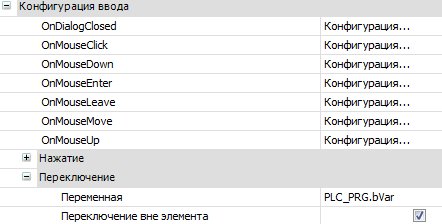 Конфигурация ввода
OnDialogClosed Конфигурация...
OnMouseClick Конфигурация...
OnMouseDown Конфигурация...
OnMouseEnter Конфигурация...
OnMouseLeave Конфигурация...
OnMouseMove Конфигурация...
OnMouseUp Конфигурация...
Нажатие
Переключение
Переменная PLC_PRG.bVar
Переключение вне элемента